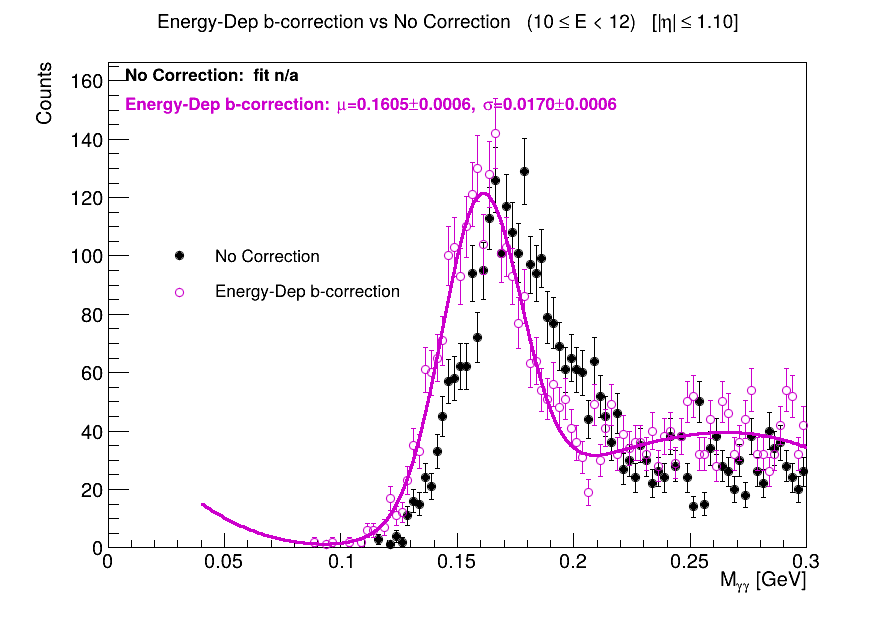 Energy-Dep b-correction vs No Correction (10 ≤ E < 12) [|η| ≤ 1.10]
Counts
No Correction: fit n/a
Energy-Dep b-correction: μ=0.1605±0.0006, σ=0.0170±0.0006
No Correction
Energy-Dep b-correction
160
140
120
100
80
60
40
20
0
0 0.05 0.1 0.15 0.2 0.25 0.3
Mγγ [GeV]